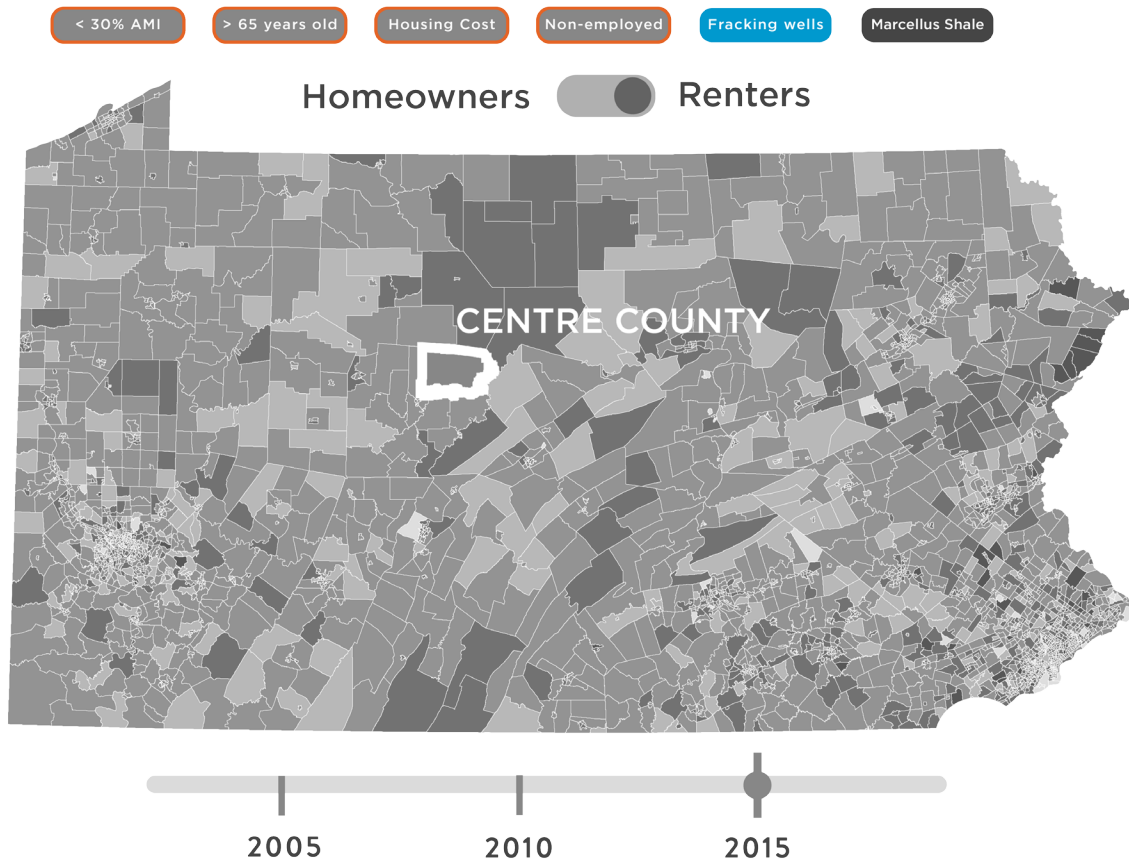 < 30% AMI
> 65 years old
Housing Cost
Non-employed
Fracking wells
Marcellus Shale
Homeowners
Renters
CENTRE COUNTY
2005
2010
2015